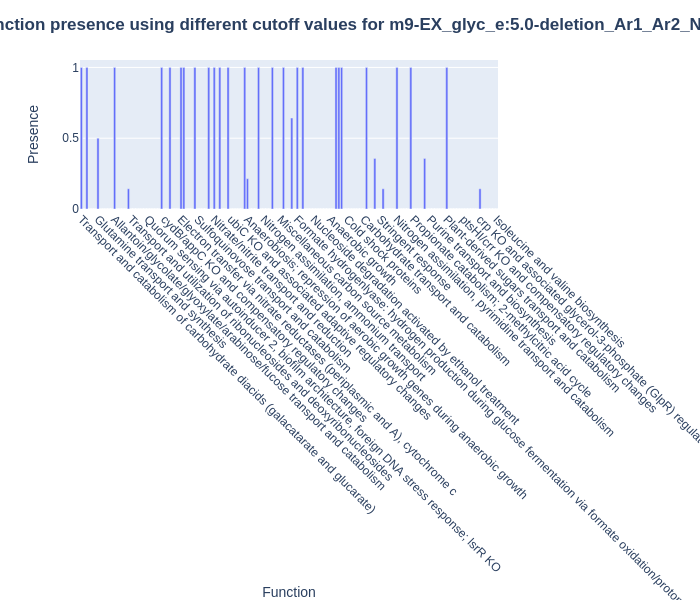 nction presence using different cutoff values for m9-EX_glyc_e:5.0-deletion_Ar1_Ar2_N
Presence
1
0.5
0
Transport and catabolism of carbohydrate diacids (galacatarate and glucarate)
Glutamine transport and synthesis
Allantoin/glycolate/glyoxylate/arabinose/fucose transport and catabolism
Transport and utilization of ribonucleosides and deoxyribonucleosides
Quorum sensing via autoinducer 2, biofilm architecture, foreign DNA stress response; lsrR KO
cydB/appC KO and compensatory regulatory changes
Electron transfer via nitrate reductases (periplasmic and A), cytochrome c
Sulfoquinovose transport and catabolism
Nitrate/nitrite transport and reduction
ubiC KO and associated adaptive regulatory changes
Anaerobiosis, repression of aerobic growth genes during anaerobic growth
Nitrogen assimilation, ammonium transport
Miscellaneous carbon source metabolism
Formate hydrogenlyase: hydrogen production during glucose fermentation via formate oxidation/proto
Nucleoside degradation, activated by ethanol treatment
Anaerobic growth
Cold shock proteins
Carbohydrate transport and catabolism
Stringent response
Nitrogen assimilation, pyrimidine transport and catabolism
Propronate catabolism; 2-methylcitric acid cycle
Purine transport and biosynthesis
Plant-derived sugars transport and catabolism
ptsHI/crr KO and compensatory regulatory changes
crp KO and associated glycerol-3-phosphate (GlpR) regula
Isoleucine and valine biosynthesis
Function